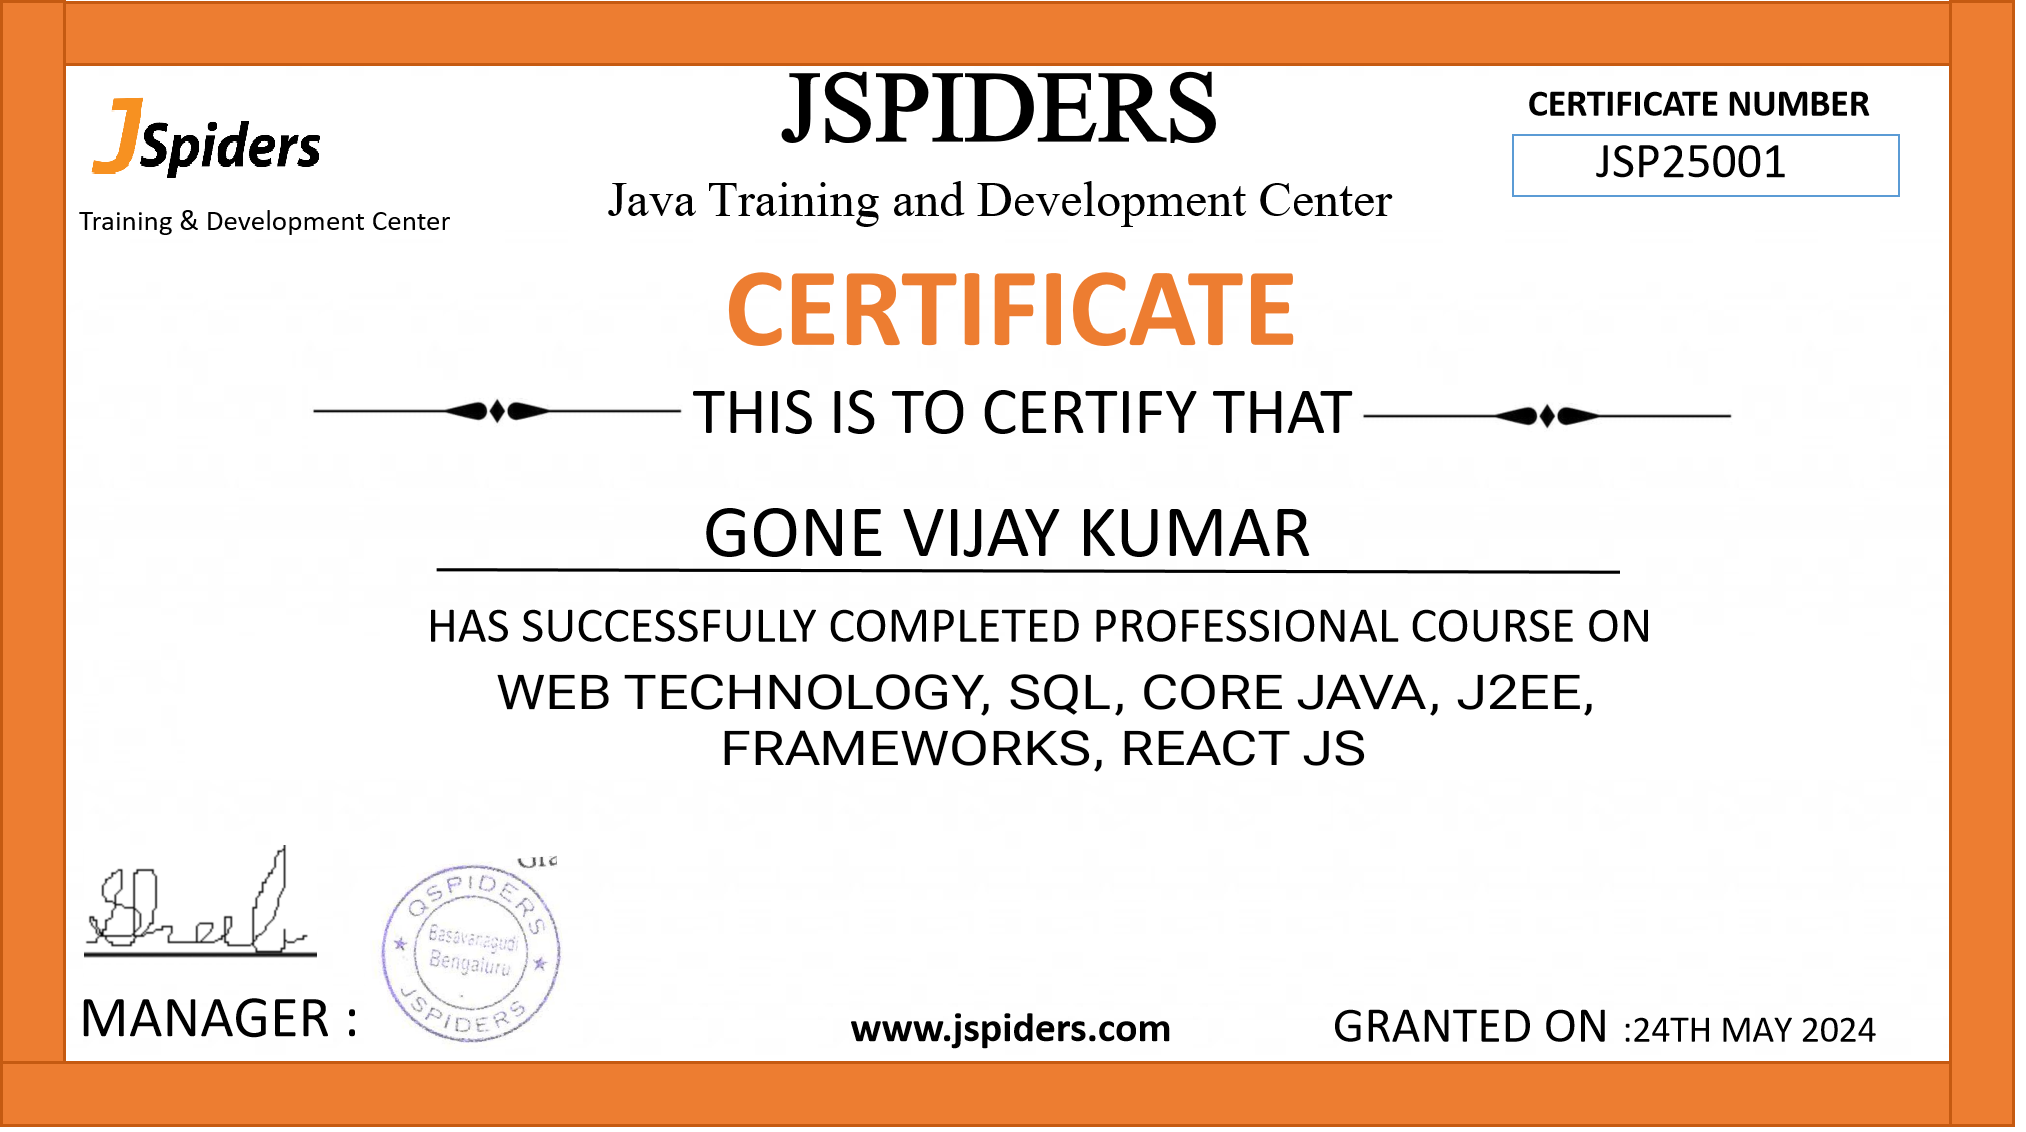 JSpiders
Training & Development Center
JSPIDERS
Java Training and Development Center
CERTIFICATE NUMBER
JSP25001
CERTIFICATE
THIS IS TO CERTIFY THAT
GONE VIJAY KUMAR
HAS SUCCESSFULLY COMPLETED PROFESSIONAL COURSE ON
WEB TECHNOLOGY, SQL, CORE JAVA, J2EE,
FRAMEWORKS, REACT JS
QSPIDERS
Basavanagudi
Bengaluru
JSPIDERS
MANAGER :
www.jspiders.com
GRANTED ON :24TH MAY 2024